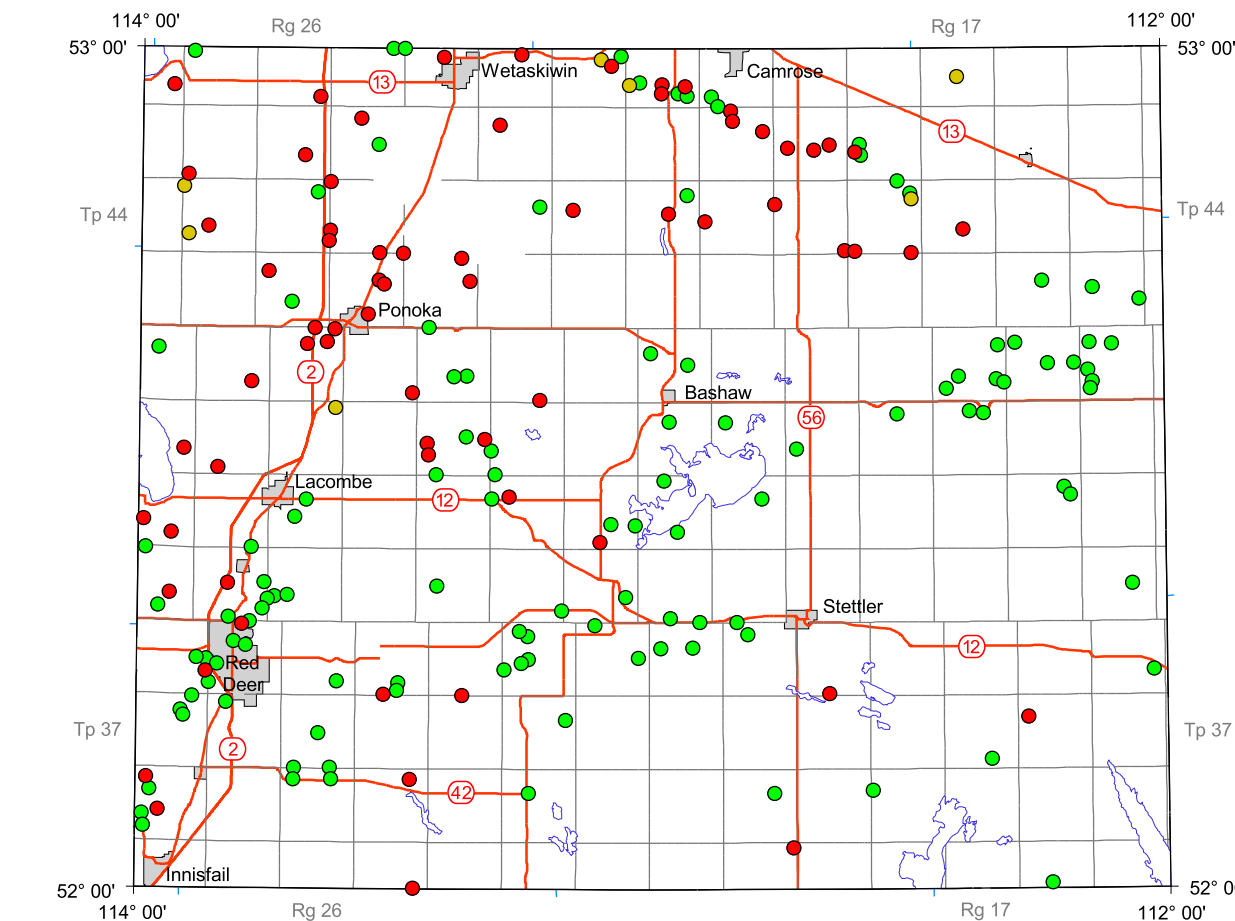 114° 00'
Rg 26
Rg 17
112° 00'
53° 00'
53° 00'
Wetaskiwin
Camrose
13
13
Tp 44
Tp 44
Ponoka
2
Bashaw
56
Lacombe
12
Stettler
12
Red
Deer
Tp 37
Tp 37
2
42
Innisfail
52° 00'
52° 0
114° 00'
Rg 26
Rg 17
112° 00'